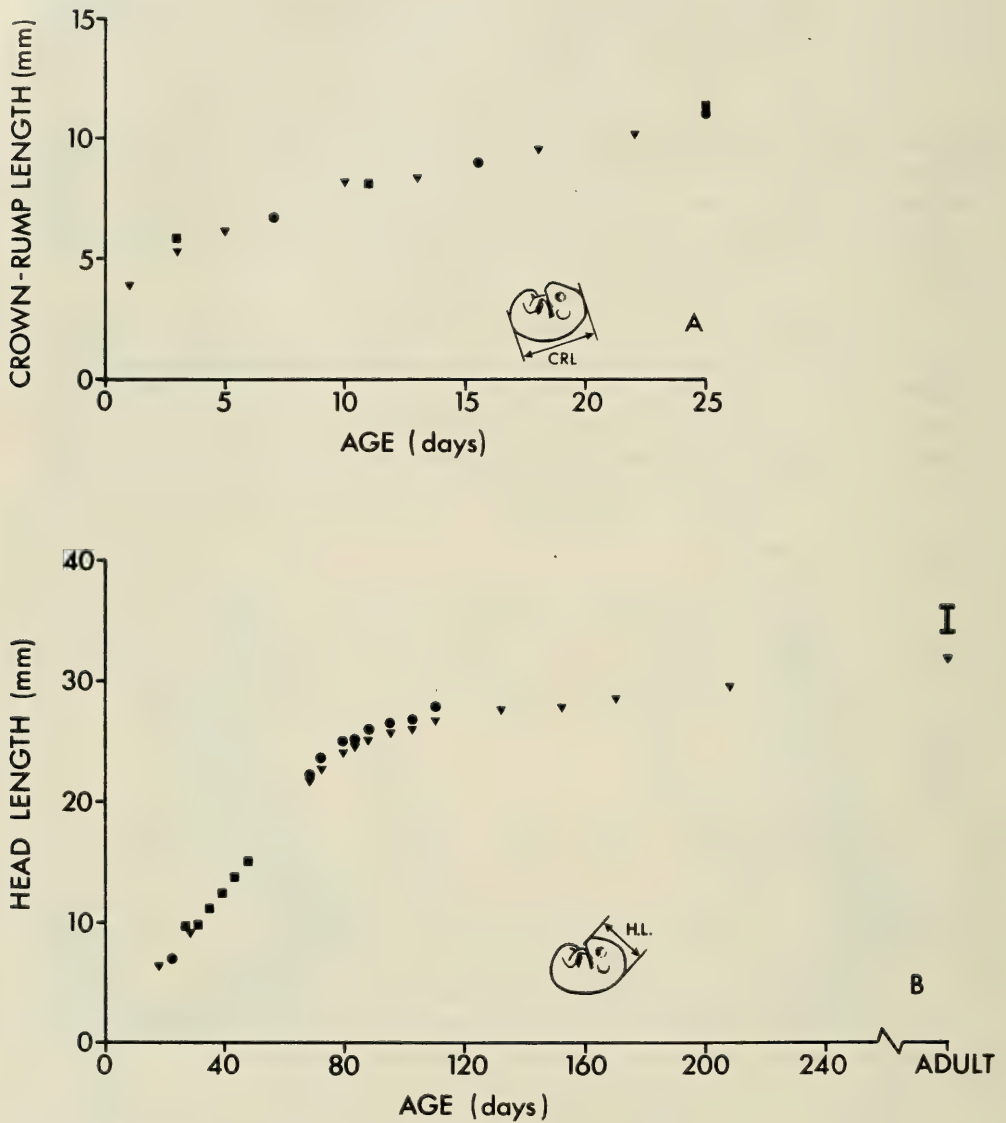 CROWN-RUMP LENGTH (mm)
15
10
5
0
CRL
A
0 5 10 15 20 25
AGE (days)
HEAD LENGTH (mm)
40
30
20
10
0
H.L.
B
0 40 80 120 160 200 240 ADULT
AGE (days)